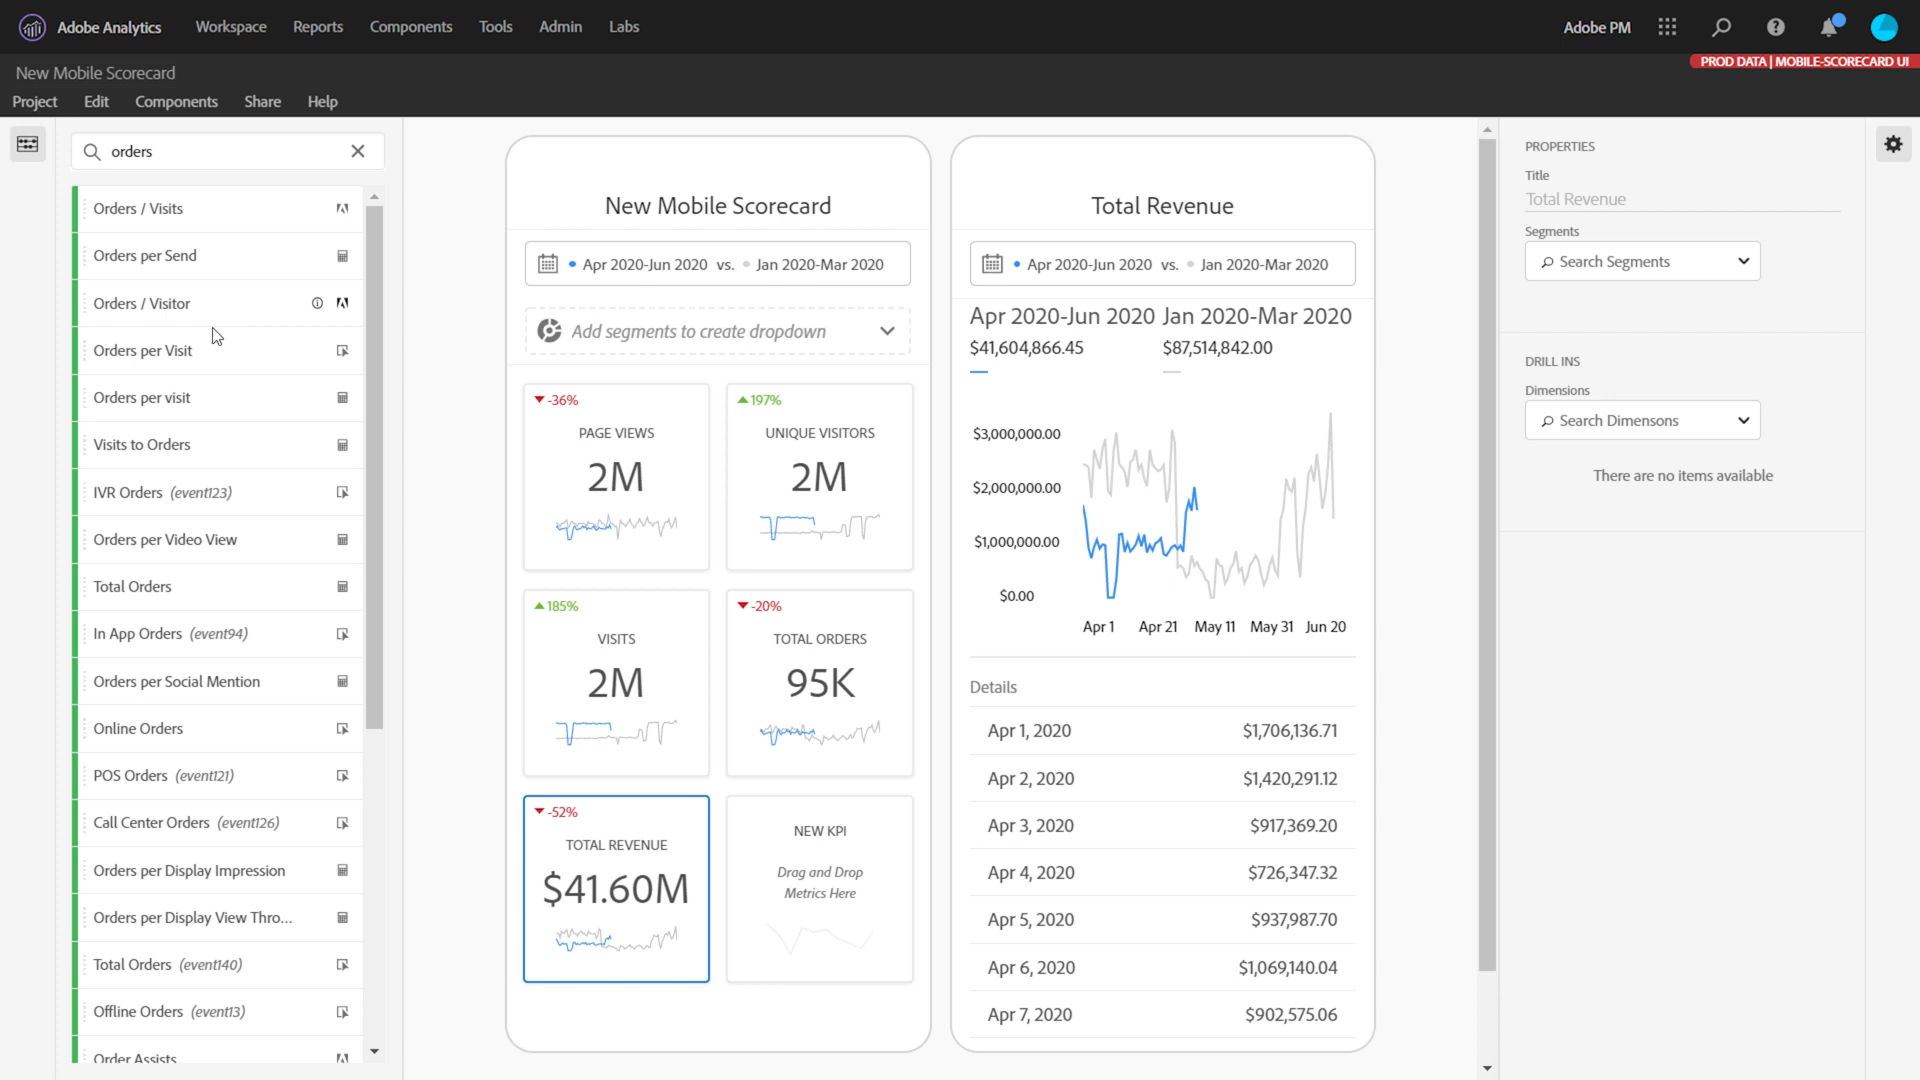 Adobe Analytics
Workspace
Reports
Components
Tools
Admin
Labs
Adobe PM
PROD DATA | MOBILE-SCORECARD UI
New Mobile Scorecard
Project
Edit
Components
Share
Help
orders
Orders / Visits
Orders per Send
Orders / Visitor
Orders per Visit
Orders per visit
Visits to Orders
IVR Orders (event123)
Orders per Video View
Total Orders
In App Orders (event94)
Orders per Social Mention
Online Orders
POS Orders (event121)
Call Center Orders (event126)
Orders per Display Impression
Orders per Display View Thro...
Total Orders (event140)
Offline Orders (event13)
Order Assists
New Mobile Scorecard
Apr 2020-Jun 2020 vs. Jan 2020-Mar 2020
Add segments to create dropdown
-36%
PAGE VIEWS
2M
197%
UNIQUE VISITORS
2M
185%
VISITS
2M
-20%
TOTAL ORDERS
95K
-52%
TOTAL REVENUE
$41.60M
NEW KPI
Drag and Drop
Metrics Here
Total Revenue
Apr 2020-Jun 2020 vs. Jan 2020-Mar 2020
Apr 2020-Jun 2020 Jan 2020-Mar 2020
$41,604,866.45 $87,514,842.00
$3,000,000.00
$2,000,000.00
$1,000,000.00
$0.00
Apr 1 Apr 21 May 11 May 31 Jun 20
Details
Apr 1, 2020 $1,706,136.71
Apr 2, 2020 $1,420,291.12
Apr 3, 2020 $917,369.20
Apr 4, 2020 $726,347.32
Apr 5, 2020 $937,987.70
Apr 6, 2020 $1,069,140.04
Apr 7, 2020 $902,575.06
PROPERTIES
Title
Total Revenue
Segments
Search Segments
DRILL INS
Dimensions
Search Dimensons
There are no items available